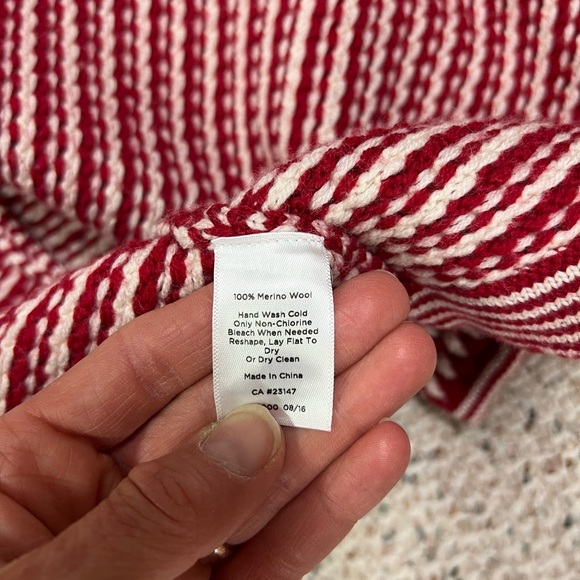 100% Merino Wool
Hand Wash Cold
Only Non-Chlorine
Bleach When Needed
Reshape, Lay Flat To
Dry
Or Dry Clean
Made In China
CA #23147
08/16